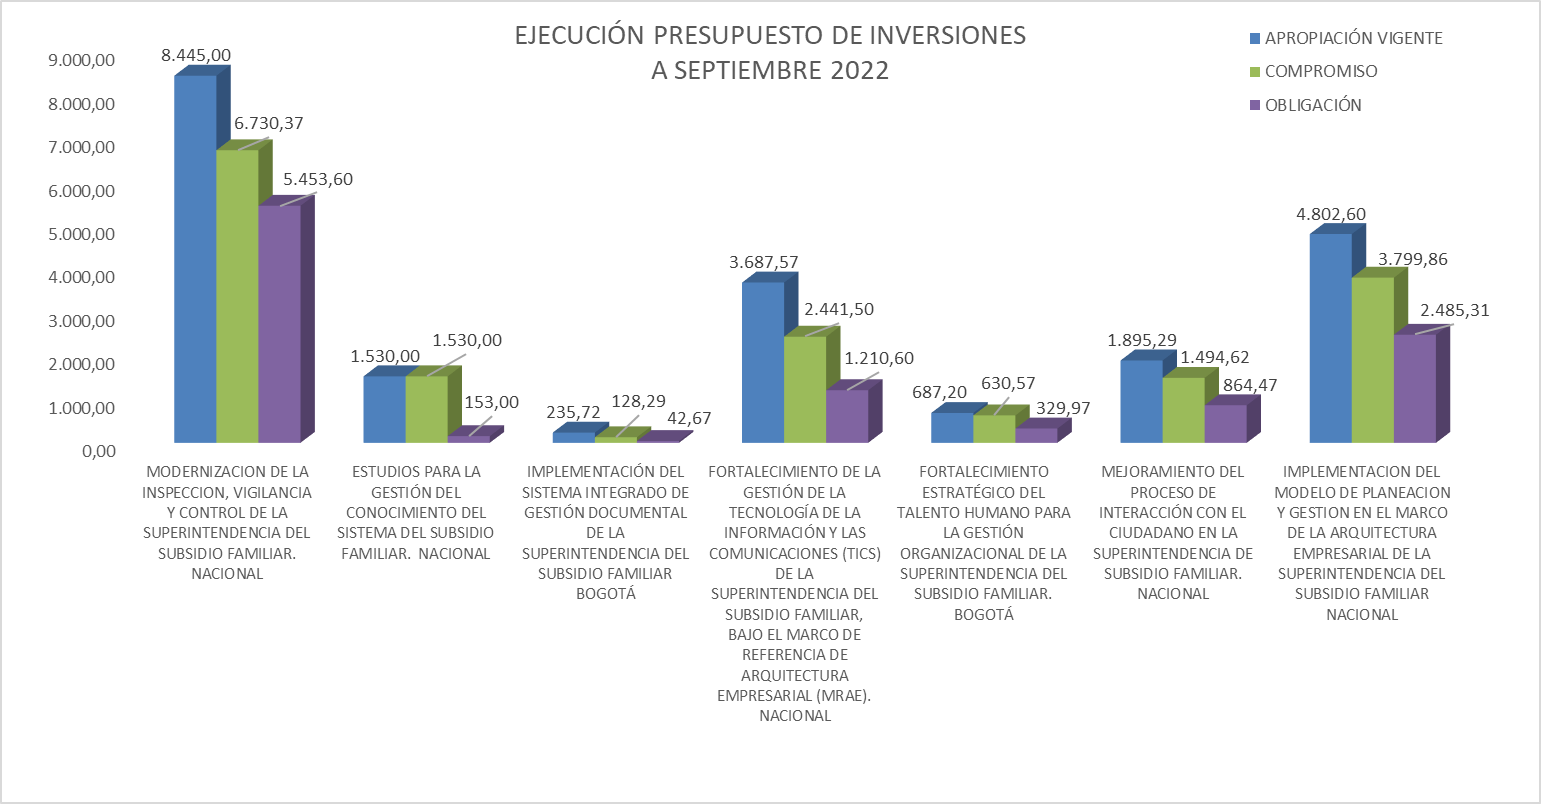 EJECUCIÓN PRESUPUESTO DE INVERSIONES
A SEPTIEMBRE 2022
APROPIACIÓN VIGENTE
COMPROMISO
OBLIGACIÓN
9.000,00
8.000,00
7.000,00
6.000,00
5.000,00
4.000,00
3.000,00
2.000,00
1.000,00
0,00
8.445,00
6.730,37
5.453,60
1.530,00
1.530,00
153,00
235,72
128,29
42,67
3.687,57
2.441,50
1.210,60
687,20
630,57
329,97
1.895,29
1.494,62
864,47
4.802,60
3.799,86
2.485,31
MODERNIZACION DE LA
INSPECCION, VIGILANCIA
Y CONTROL DE LA
SUPERINTENDENCIA DEL
SUBSIDIO FAMILIAR.
NACIONAL
ESTUDIOS PARA LA
GESTIÓN DEL
CONOCIMIENTO DEL
SISTEMA DEL SUBSIDIO
FAMILIAR. NACIONAL
IMPLEMENTACIÓN DEL
SISTEMA INTEGRADO DE
GESTIÓN DOCUMENTAL
DE LA
SUPERINTENDENCIA DEL
SUBSIDIO FAMILIAR
BOGOTÁ
FORTALECIMIENTO DE LA
GESTIÓN DE LA
TECNOLOGÍA DE LA
INFORMACIÓN Y LAS
COMUNICACIONES (TICS)
DE LA
SUPERINTENDENCIA DEL
SUBSIDIO FAMILIAR,
BAJO EL MARCO DE
REFERENCIA DE
ARQUITECTURA
EMPRESARIAL (MRAE).
NACIONAL
FORTALECIMIENTO
ESTRATÉGICO DEL
TALENTO HUMANO PARA
LA GESTIÓN
ORGANIZACIONAL DE LA
SUPERINTENDENCIA DEL
SUBSIDIO FAMILIAR.
BOGOTÁ
MEJORAMIENTO DEL
PROCESO DE
INTERACCIÓN CON EL
CIUDADANO EN LA
SUPERINTENDENCIA DE
SUBSIDIO FAMILIAR.
NACIONAL
IMPLEMENTACION DEL
MODELO DE PLANEACION
Y GESTION EN EL MARCO
DE LA ARQUITECTURA
EMPRESARIAL DE LA
SUPERINTENDENCIA DEL
SUBSIDIO FAMILIAR
NACIONAL